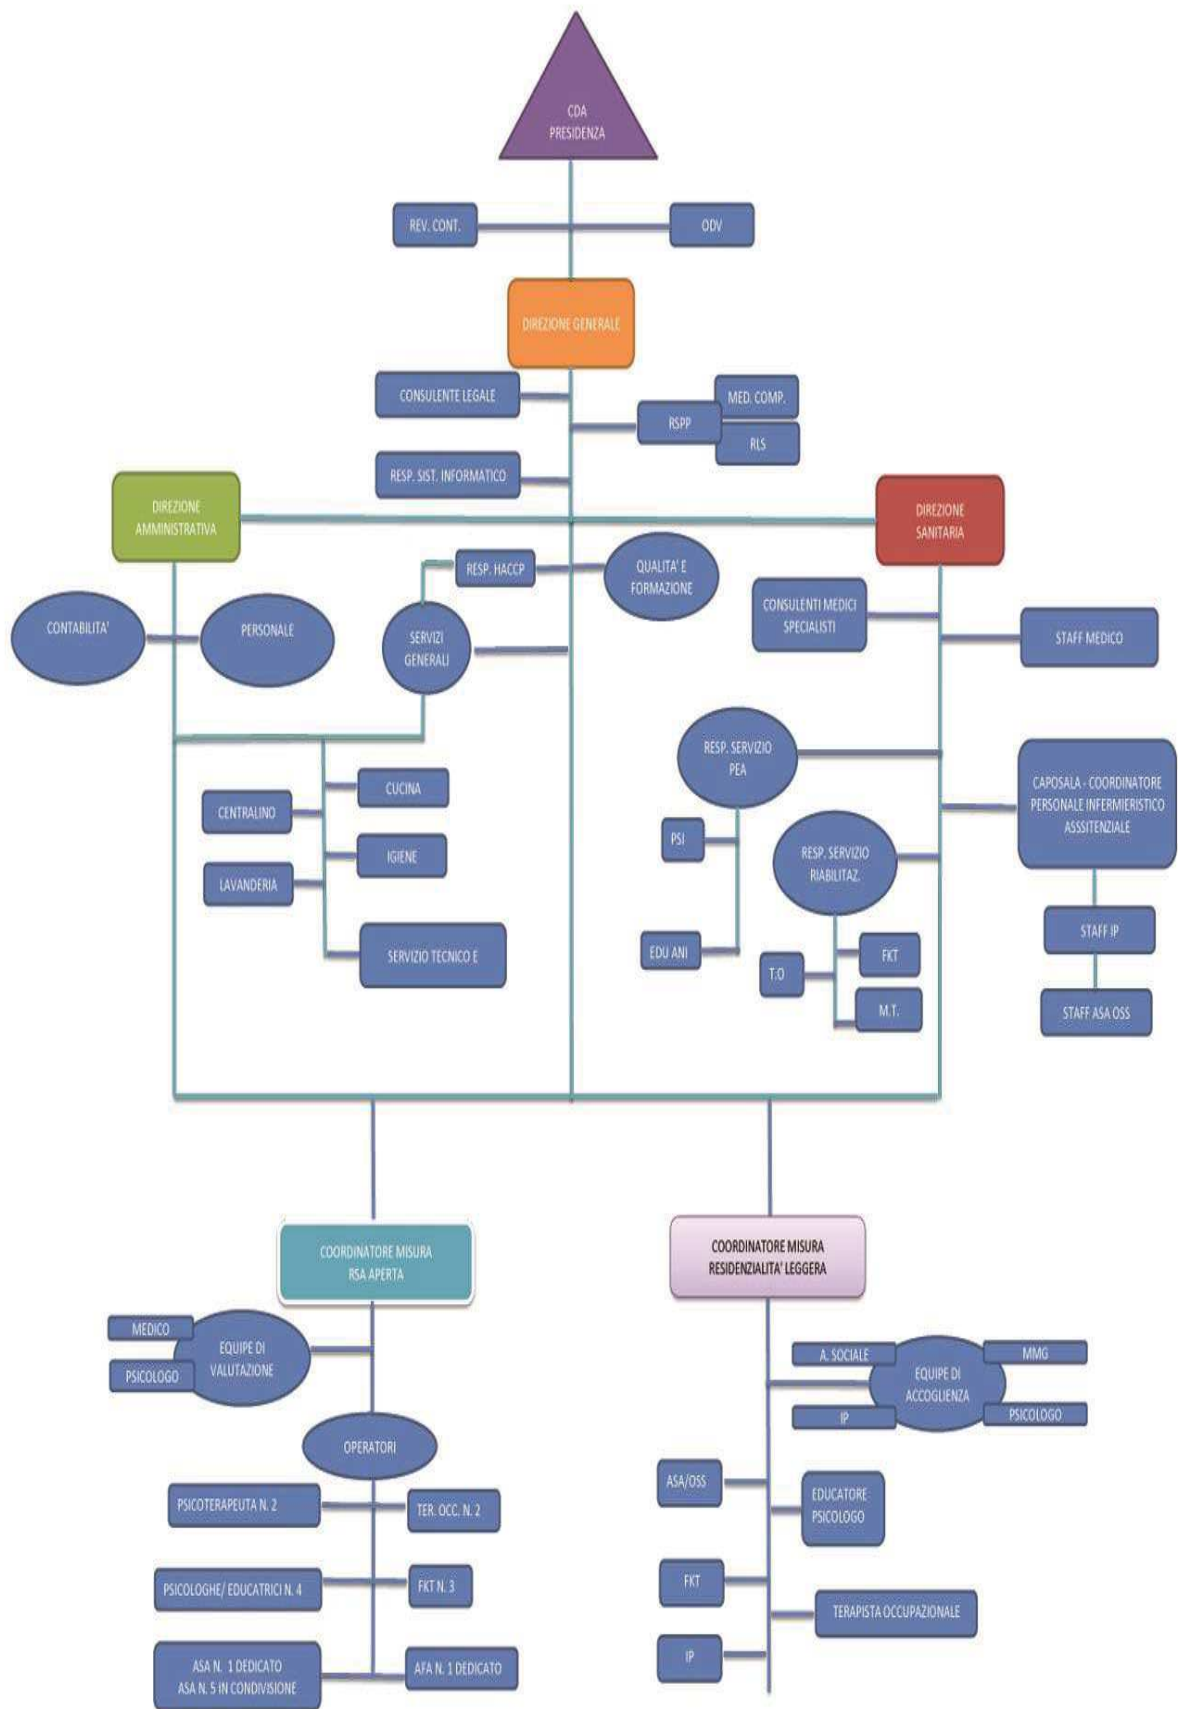 CDA
PRESIDENZA
REV. CONT.
ODV
DIREZIONE GENERALE
CONSULENTE LEGALE
MED. COMP.
RSPP
RLS
RESP. SIST. INFORMATICO
DIREZIONE
AMMINISTRATIVA
DIREZIONE
SANITARIA
RESP. HACCP
QUALITA' E
FORMAZIONE
CONTABILITA'
PERSONALE
SERVIZI
GENERALI
CONSULENTI MEDICI
SPECIALISTI
STAFF MEDICO
RESP. SERVIZIO
PEA
CUCINA
CENTRALINO
IGIENE
LAVANDERIA
SERVIZIO TECNICO E
PSI
EDU ANI
RESP. SERVIZIO
RIABILITAZ.
T.O
FKT
M.T.
CAPOSALA - COORDINATORE
PERSONALE INFERMIERISTICO
ASSSITENZIALE
STAFF IP
STAFF ASA OSS
COORDINATORE MISURA
RSA APERTA
COORDINATORE MISURA
RESIDENZIALITA' LEGGERA
MEDICO
EQUIPE DI
VALUTAZIONE
PSICOLOGO
OPERATORI
PSICOTERAPEUTA N. 2
TER. OCC. N. 2
PSICOLOGHE/ EDUCATRICI N. 4
FKT N. 3
ASA N.  1 DEDICATO
ASA N. 5 IN CONDIVISIONE
AFA N. 1 DEDICATO
A. SOCIALE
MMG
EQUIPE DI
ACCOGLIENZA
IP
PSICOLOGO
ASA/OSS
EDUCATORE
PSICOLOGO
FKT
TERAPISTA OCCUPAZIONALE
IP